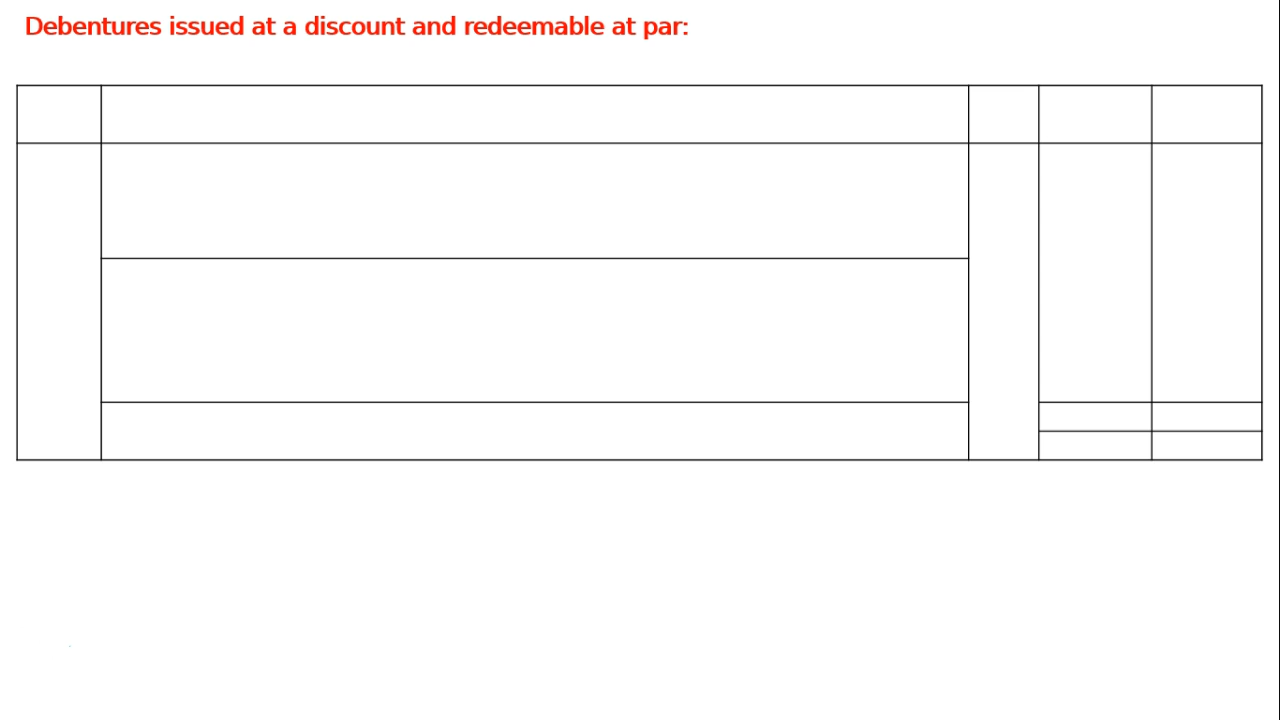 Debentures issued at a discount and redeemable at par: